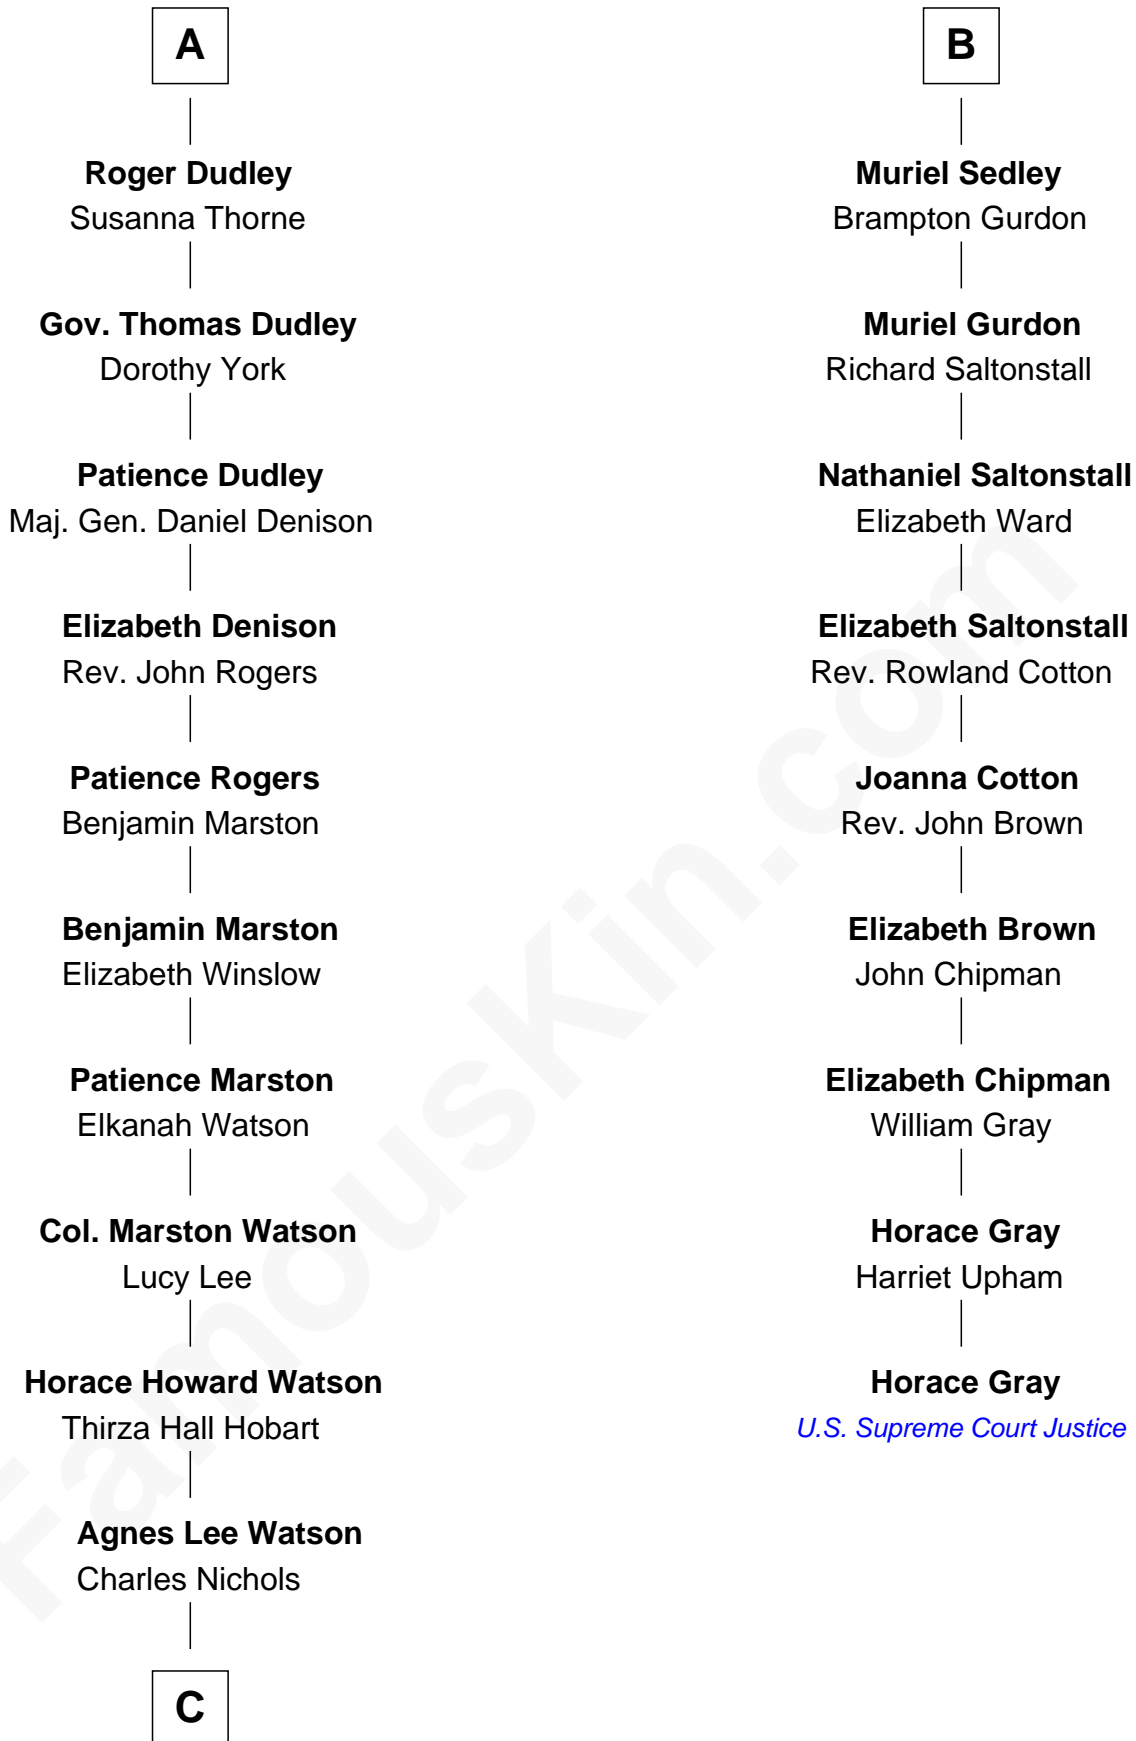 A
Roger Dudley
Susanna Thorne
Gov. Thomas Dudley
Dorothy York
Patience Dudley
Maj. Gen. Daniel Denison
Elizabeth Denison
Rev. John Rogers
Patience Rogers
Benjamin Marston
Benjamin Marston
Elizabeth Winslow
Patience Marston
Elkanah Watson
Col. Marston Watson
Lucy Lee
Horace Howard Watson
Thirza Hall Hobart
Agnes Lee Watson
Charles Nichols
C
B
Muriel Sedley
Brampton Gurdon
Muriel Gurdon
Richard Saltonstall
Nathaniel Saltonstall
Elizabeth Ward
Elizabeth Saltonstall
Rev. Rowland Cotton
Joanna Cotton
Rev. John Brown
Elizabeth Brown
John Chipman
Elizabeth Chipman
William Gray
Horace Gray
Harriet Upham
Horace Gray
U.S. Supreme Court Justice
FamousKin.com